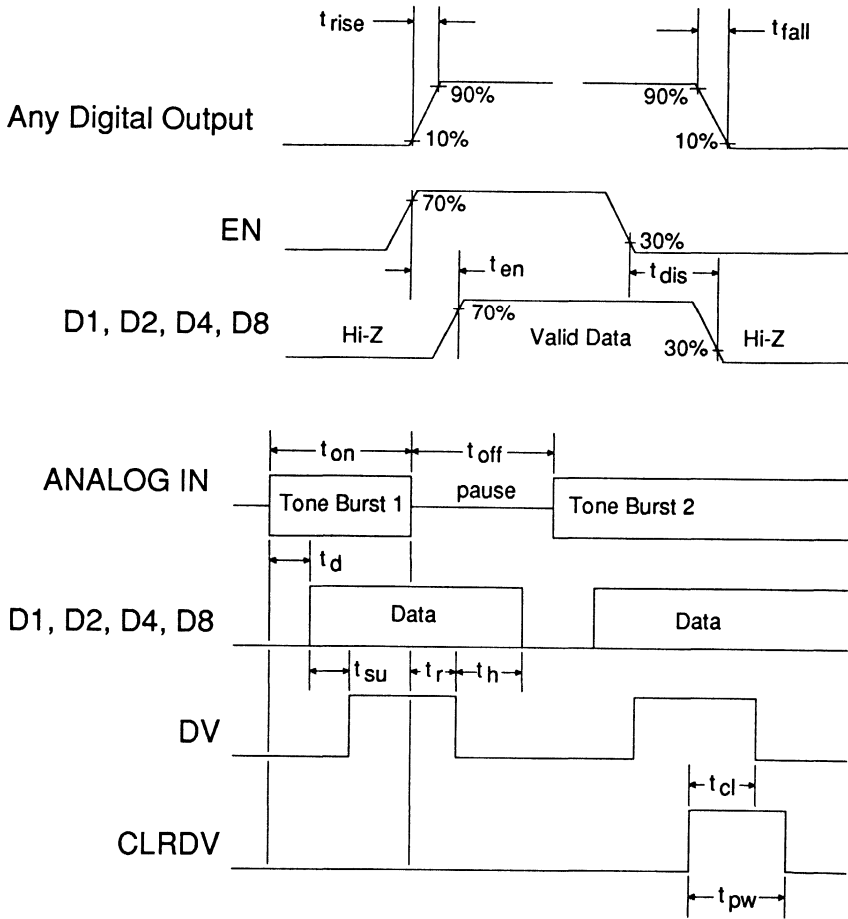 t rise
t fall
Any Digital Output
90%
10%
90%
10%
EN
70%
30%
t en
t dis
D1, D2, D4, D8
Hi-Z
70%
Valid Data
30%
Hi-Z
t on
t off
ANALOG IN
Tone Burst 1
pause
Tone Burst 2
t d
D1, D2, D4, D8
Data
Data
t su
t r
t h
DV
t cl
CLRDV
t pw